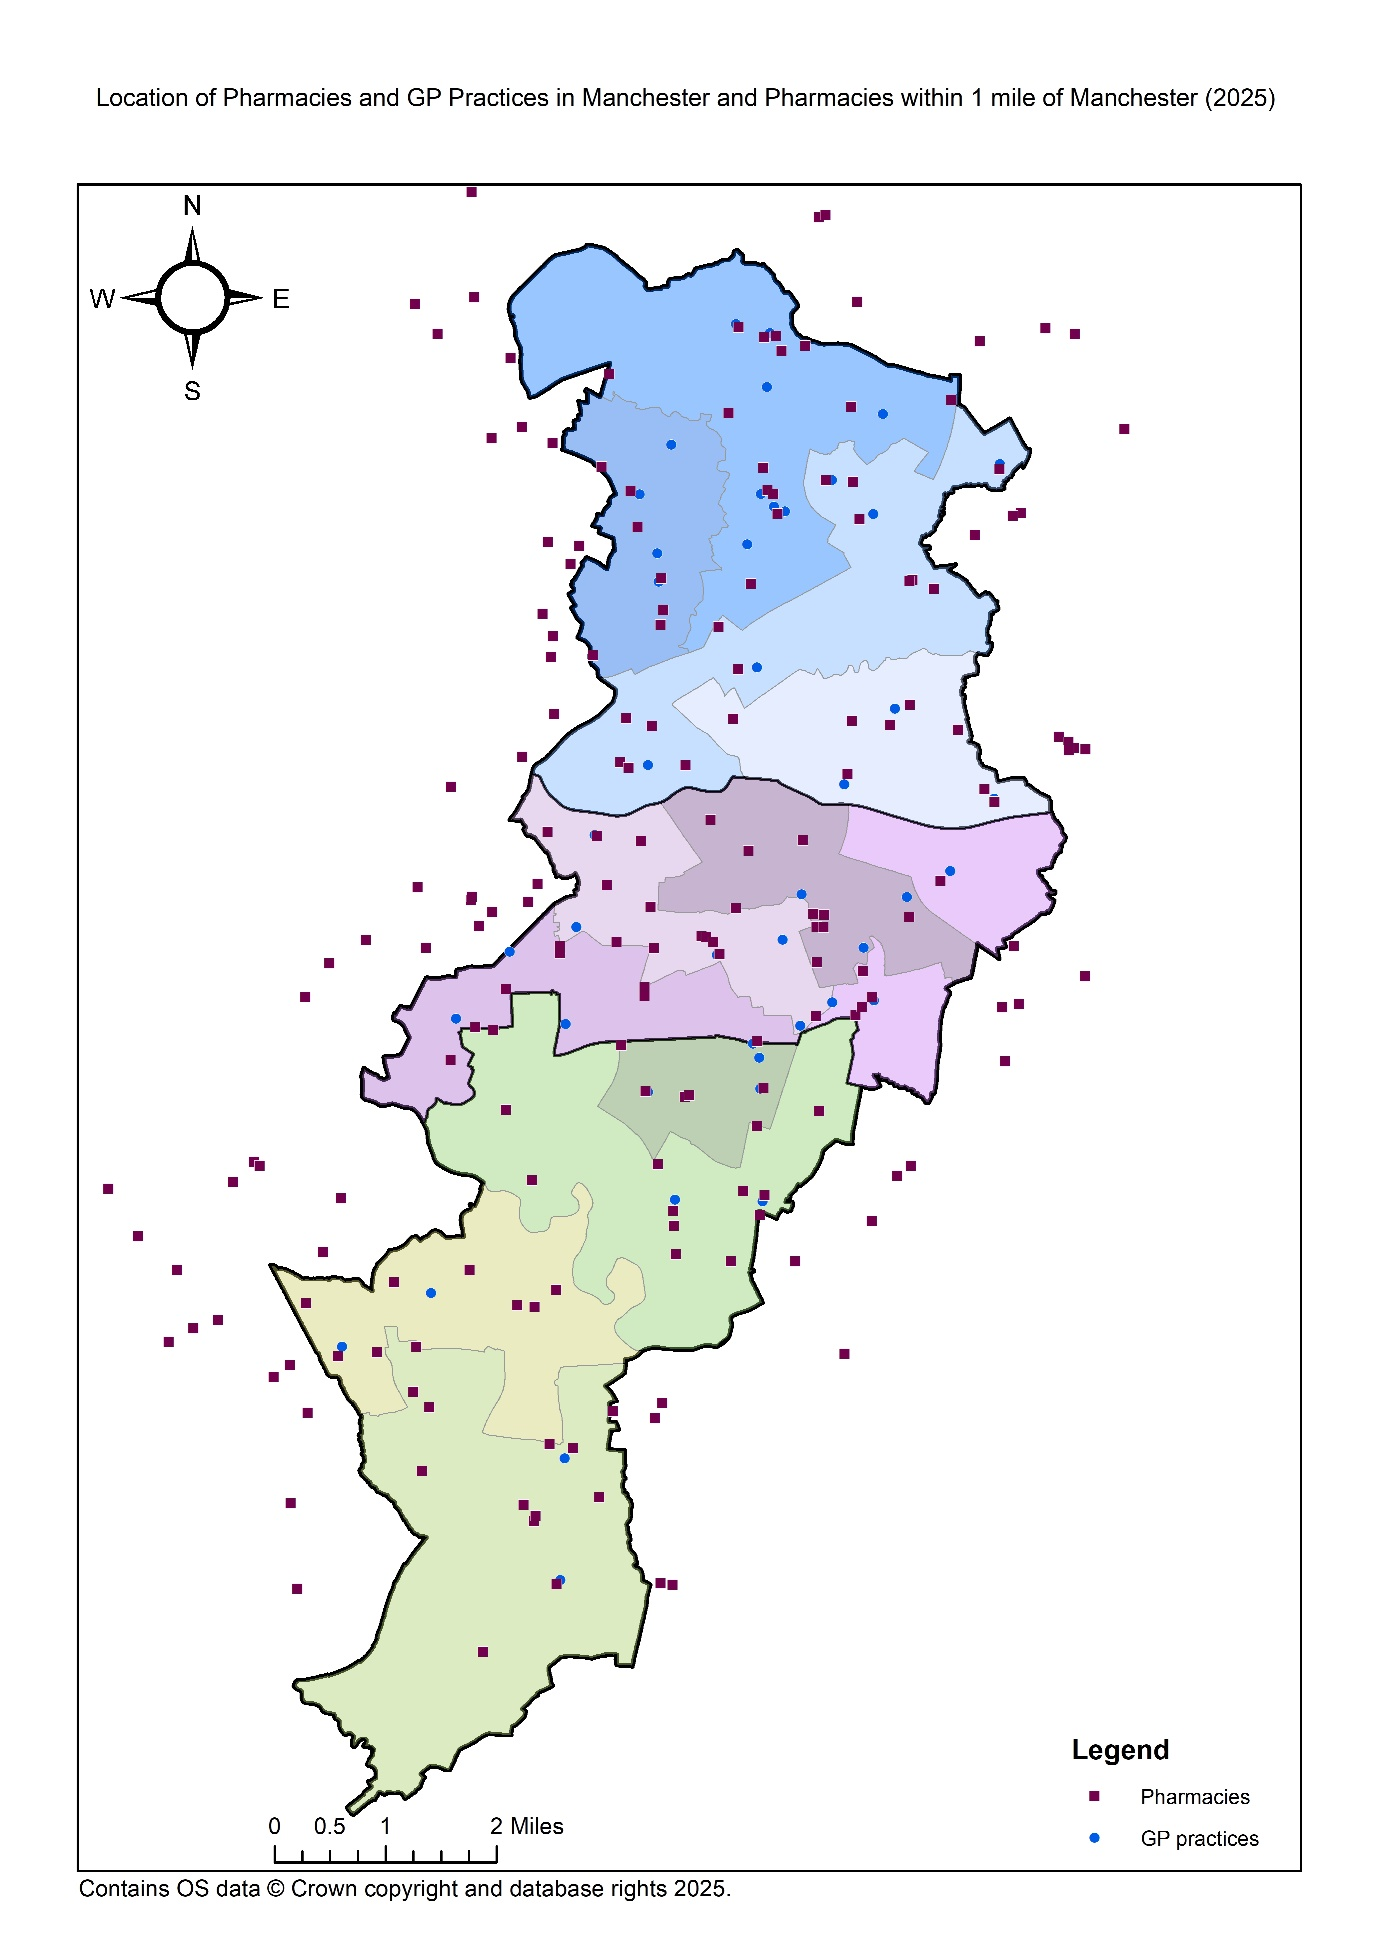 Location of Pharmacies and GP Practices in Manchester and Pharmacies within 1 mile of Manchester (2025)
N
W E
S
Legend
Pharmacies
GP practices
0 0.5 1 2 Miles
Contains OS data © Crown copyright and database rights 2025.